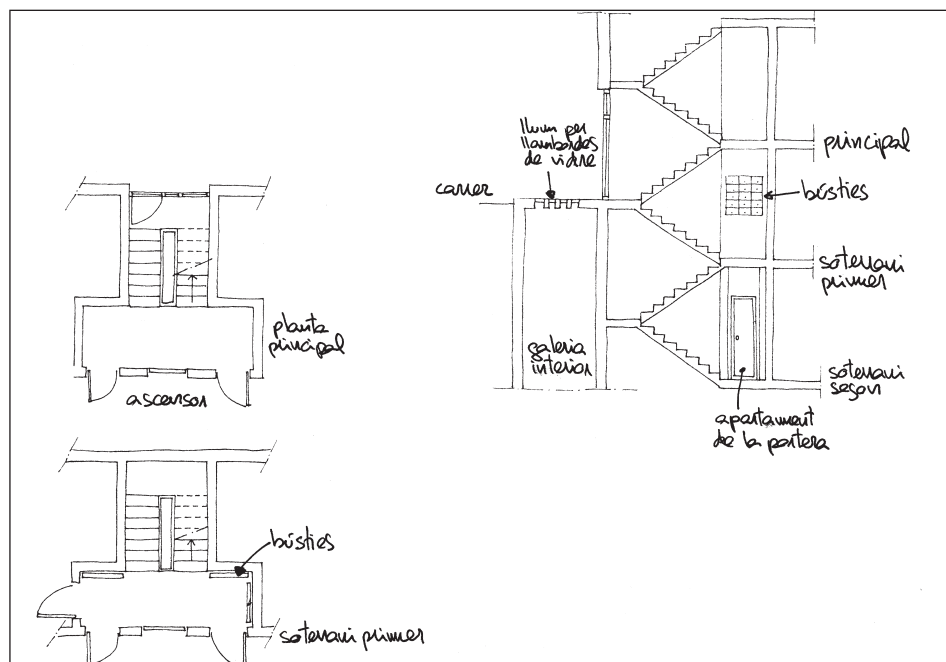 llum per
llambordes
de vidre
carrer
principal
bústies
soterrani
primer
galeria
interior
soterrani
segon
apartament
de la portera
planta
principal
ascensor
bústies
soterrani primer